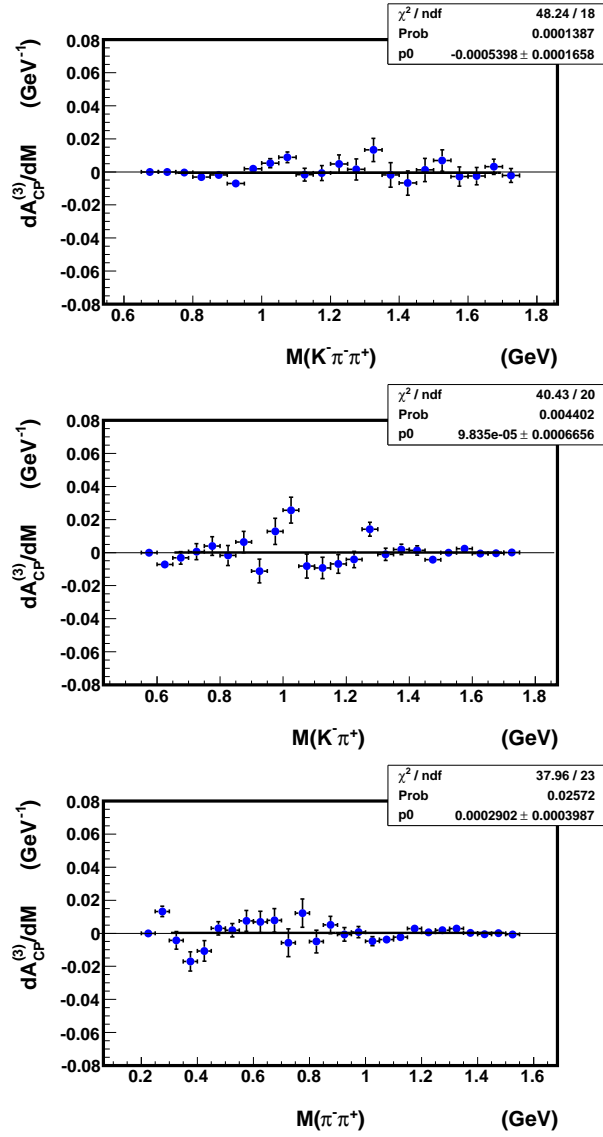 χ² / ndf 48.24 / 18
Prob 0.0001387
p0 -0.0005398 ± 0.0001658
dA_CP^(3)/dM (GeV⁻¹)
0.08
0.06
0.04
0.02
0
-0.02
-0.04
-0.06
-0.08
0.6 0.8 1 1.2 1.4 1.6 1.8
M(K⁻π⁻π⁺) (GeV)
χ² / ndf 40.43 / 20
Prob 0.004402
p0 9.835e-05 ± 0.0006656
dA_CP^(3)/dM (GeV⁻¹)
0.08
0.06
0.04
0.02
0
-0.02
-0.04
-0.06
-0.08
0.6 0.8 1 1.2 1.4 1.6 1.8
M(K⁻π⁺) (GeV)
χ² / ndf 37.96 / 23
Prob 0.02572
p0 0.0002902 ± 0.0003987
dA_CP^(3)/dM (GeV⁻¹)
0.08
0.06
0.04
0.02
0
-0.02
-0.04
-0.06
-0.08
0.2 0.4 0.6 0.8 1 1.2 1.4 1.6
M(π⁻π⁺) (GeV)